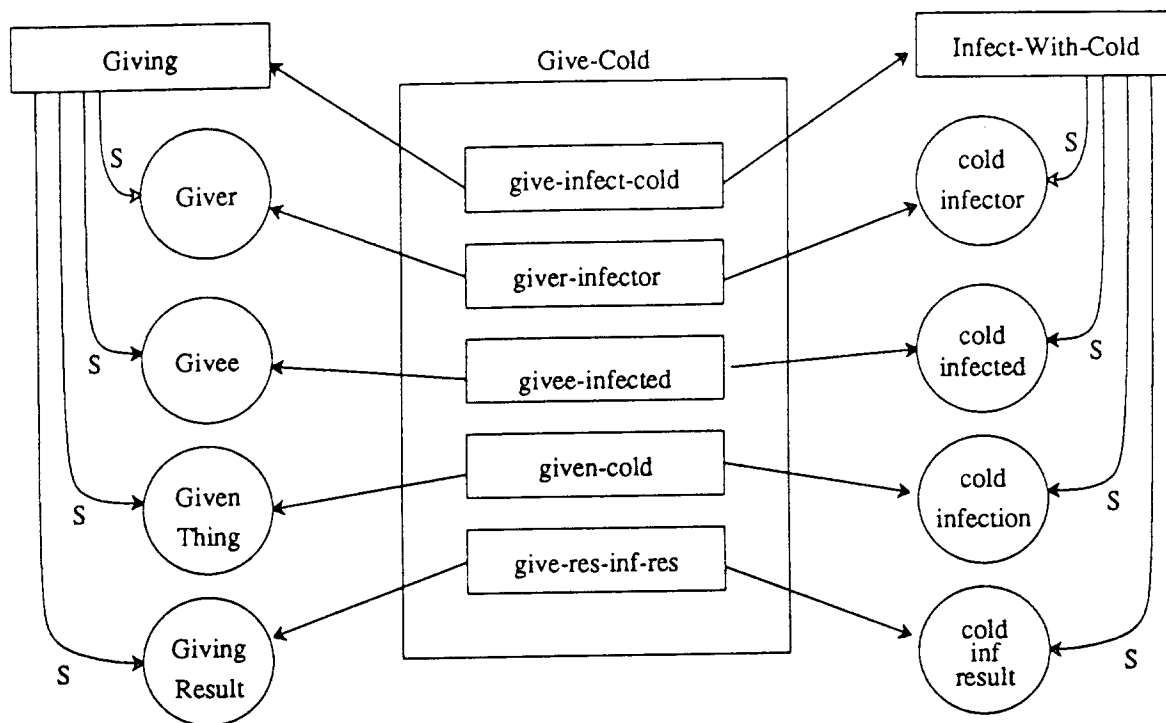 Giving
Give-Cold
Infect-With-Cold
S
Giver
give-infect-cold
cold
infector
S
giver-infector
S
Givee
givee-infected
cold
infected
S
S
Given
Thing
given-cold
cold
infection
S
give-res-inf-res
S
Giving
Result
cold
inf
result
S